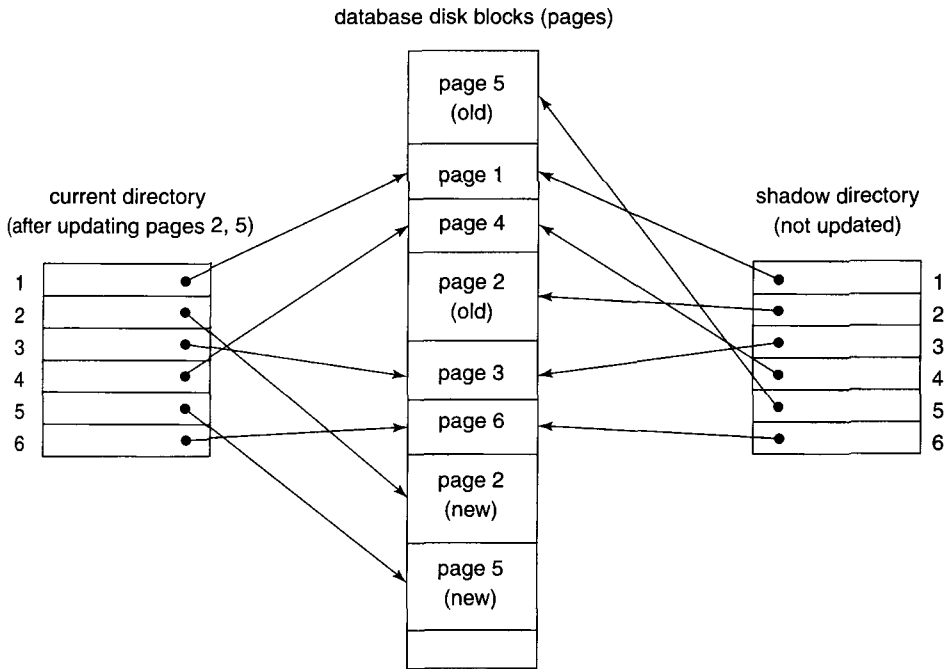 database disk blocks (pages)
page 5
(old)
page 1
page 4
page 2
(old)
page 3
page 6
page 2
(new)
page 5
(new)
current directory
(after updating pages 2, 5)
1
2
3
4
5
6
shadow directory
(not updated)
1
2
3
4
5
6